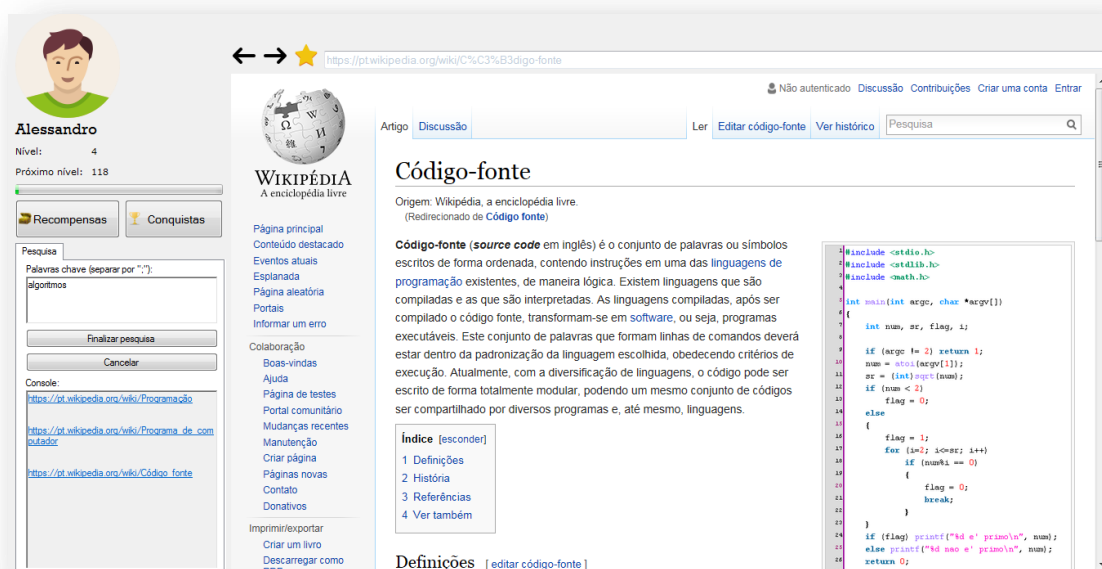 Alessandro
Nível: 4
Próximo nível: 118
Recompensas
Conquistas
Pesquisa
Palavras chave (separar por ";"):
algoritmos
Finalizar pesquisa
Cancelar
Console:
https://pt.wikipedia.org/wiki/Programação
https://pt.wikipedia.org/wiki/Programa_de_com
putador
https://pt.wikipedia.org/wiki/Código_fonte
https://pt.wikipedia.org/wiki/C%C3%B3digo-fonte
WIKIPÉDIA
A enciclopédia livre
Página principal
Conteúdo destacado
Eventos atuais
Esplanada
Página aleatória
Portais
Informar um erro
Colaboração
Boas-vindas
Ajuda
Página de testes
Portal comunitário
Mudanças recentes
Manutenção
Criar página
Páginas novas
Contato
Donativos
Imprimir/exportar
Criar um livro
Descarregar como
Não autenticado Discussão Contribuições Criar uma conta Entrar
Artigo Discussão
Ler Editar código-fonte Ver histórico Pesquisa
Código-fonte
Origem: Wikipédia, a enciclopédia livre.
(Redirecionado de Código fonte)
Código-fonte (source code em inglês) é o conjunto de palavras ou símbolos
escritos de forma ordenada, contendo instruções em uma das linguagens de
programação existentes, de maneira lógica. Existem linguagens que são
compiladas e as que são interpretadas. As linguagens compiladas, após ser
compilado o código fonte, transformam-se em software, ou seja, programas
executáveis. Este conjunto de palavras que formam linhas de comandos deverá
estar dentro da padronização da linguagem escolhida, obedecendo critérios de
execução. Atualmente, com a diversificação de linguagens, o código pode ser
escrito de forma totalmente modular, podendo um mesmo conjunto de códigos
ser compartilhado por diversos programas e, até mesmo, linguagens.
Índice [esconder]
1 Definições
2 História
3 Referências
4 Ver também
Definições [ editar código-fonte ]
#include <stdio.h>
#include <stdlib.h>
#include <math.h>
int main(int argc, char *argv[])
{
int num, sr, flag, i;
if (argc != 2) return 1;
num = atoi(argv[1]);
sr = (int)sqrt(num);
if (num < 2)
flag = 0;
else
{
flag = 1;
for (i=2; i<=sr; i++)
if (num%i == 0)
{
flag = 0;
break;
}
}
if (flag) printf("%d e' primo\n", num);
else printf("%d nao e' primo\n", num);
return 0;